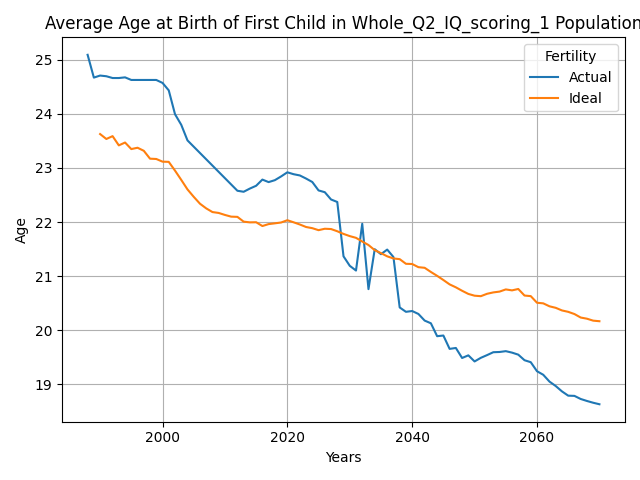 Average Age at Birth of First Child in Whole_Q2_IQ_scoring_1 Population
Fertility
Actual
Ideal
25
24
23
22
21
20
19
Age
2000 2020 2040 2060
Years